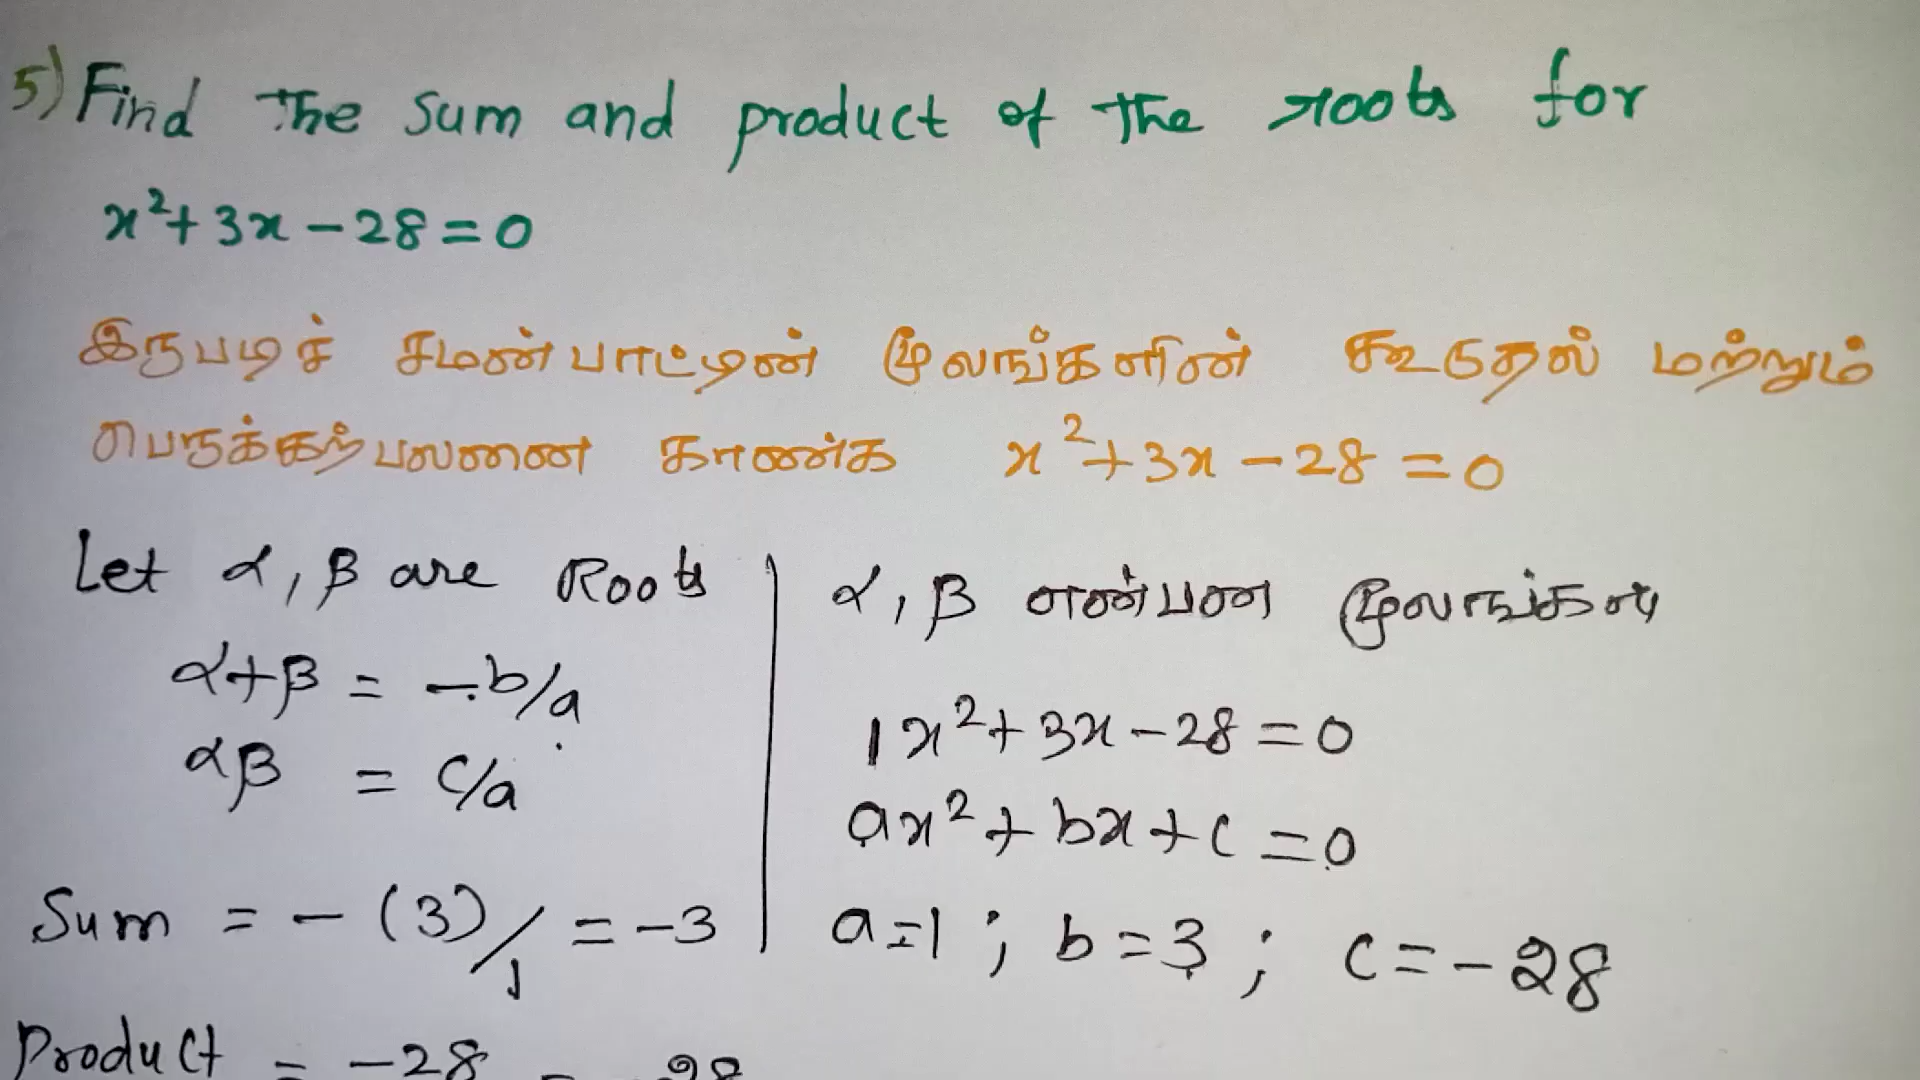 5) Find the sum and product of the roots for
x²+3x-28=0
இருபடிச் சமன்பாட்டின் மூலங்களின் கூடுதல் மற்றும்
பெருக்கற்பலனை காண்க x²+3x-28=0
Let α, β are Roots
α+β = -b/a
αβ = c/a
Sum = -(3)/1 = -3
Product = -28 = -28
α, β என்பன மூலங்கள்
1x²+3x-28=0
ax²+bx+c=0
a=1; b=3; c=-28